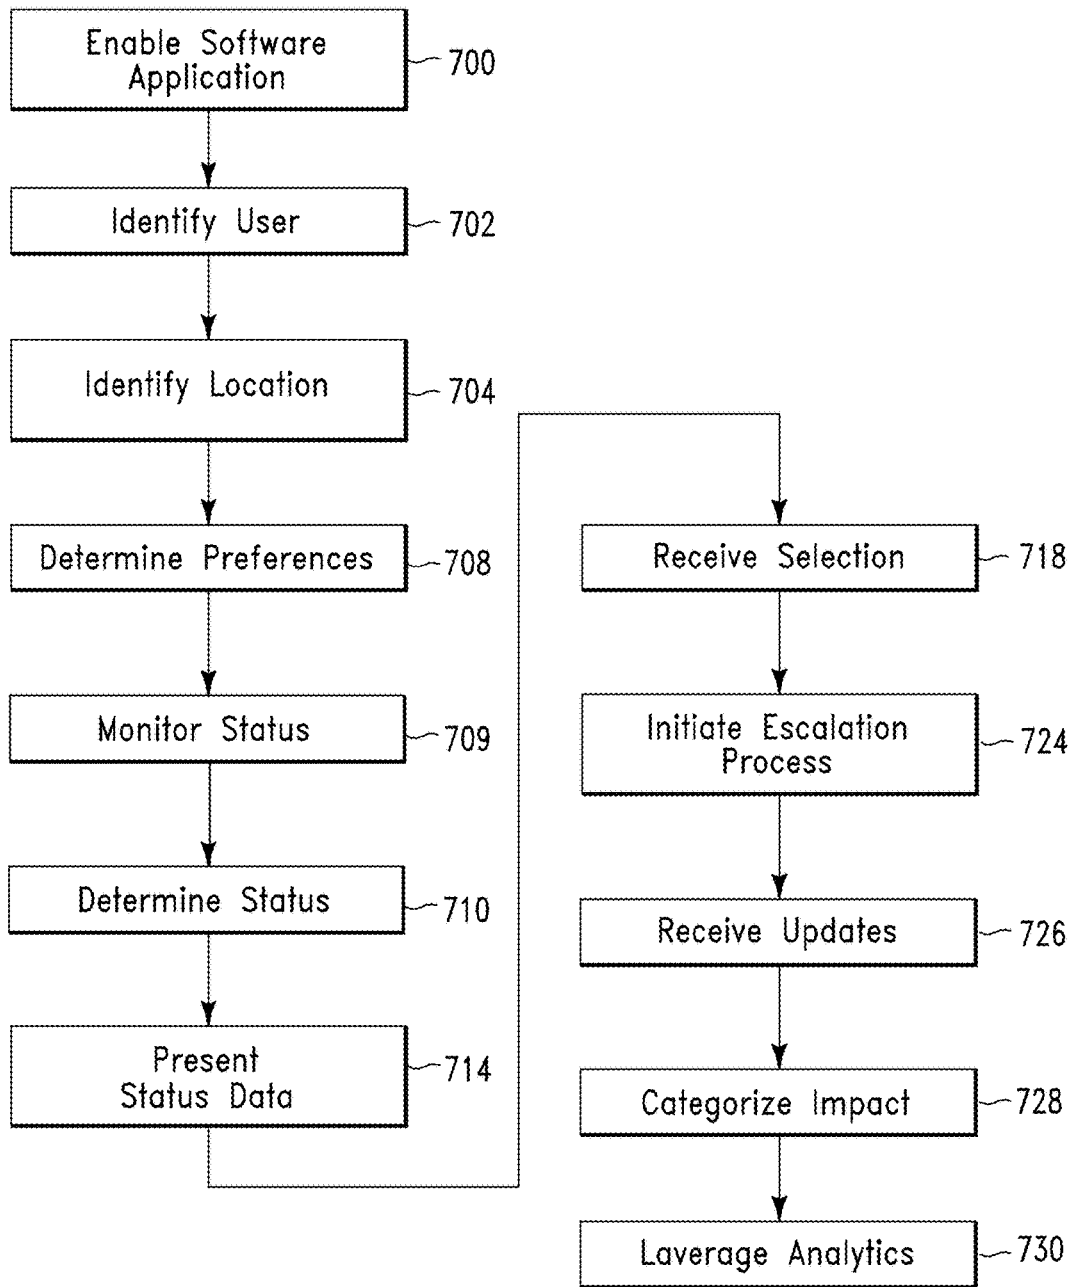 Enable Software
Application
700
Identify User
702
Identify Location
704
Determine Preferences
708
Monitor Status
709
Determine Status
710
Present
Status Data
714
Receive Selection
718
Initiate Escalation
Process
724
Receive Updates
726
Categorize Impact
728
Laverage Analytics
730